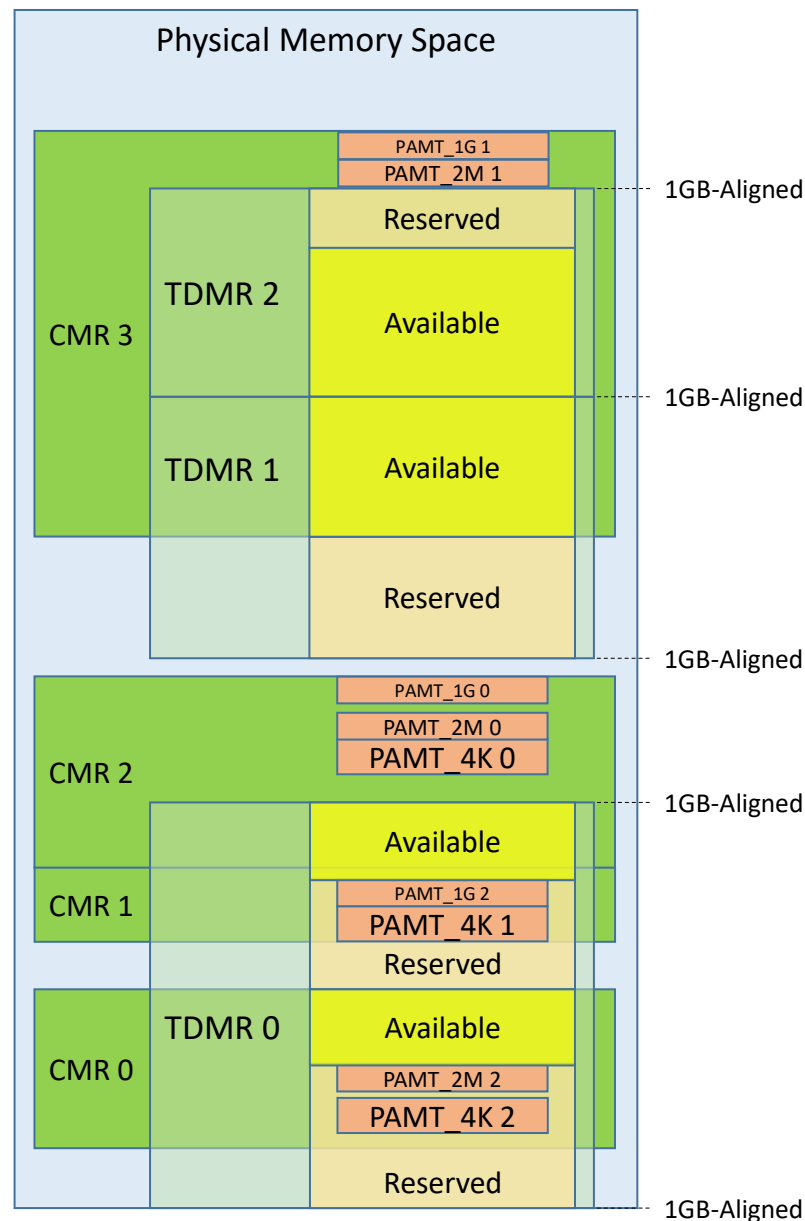 Physical Memory Space
PAMT_1G 1
PAMT_2M 1
1GB-Aligned
Reserved
TDMR 2
Available
CMR 3
1GB-Aligned
TDMR 1
Available
Reserved
1GB-Aligned
PAMT_1G 0
PAMT_2M 0
PAMT_4K 0
CMR 2
1GB-Aligned
Available
PAMT_1G 2
CMR 1
PAMT_4K 1
Reserved
TDMR 0
Available
CMR 0
PAMT_2M 2
PAMT_4K 2
Reserved
1GB-Aligned